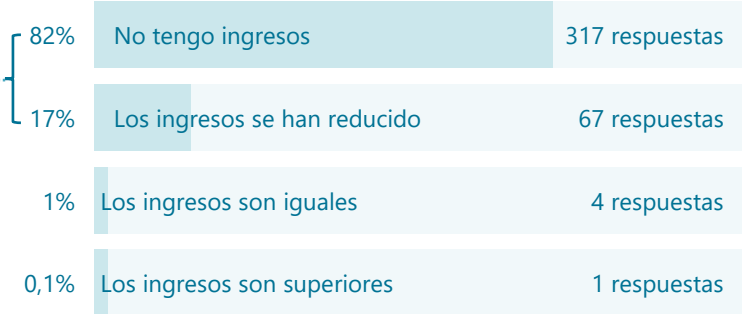 82% No tengo ingresos 317 respuestas
17% Los ingresos se han reducido 67 respuestas
1% Los ingresos son iguales 4 respuestas
0,1% Los ingresos son superiores 1 respuestas